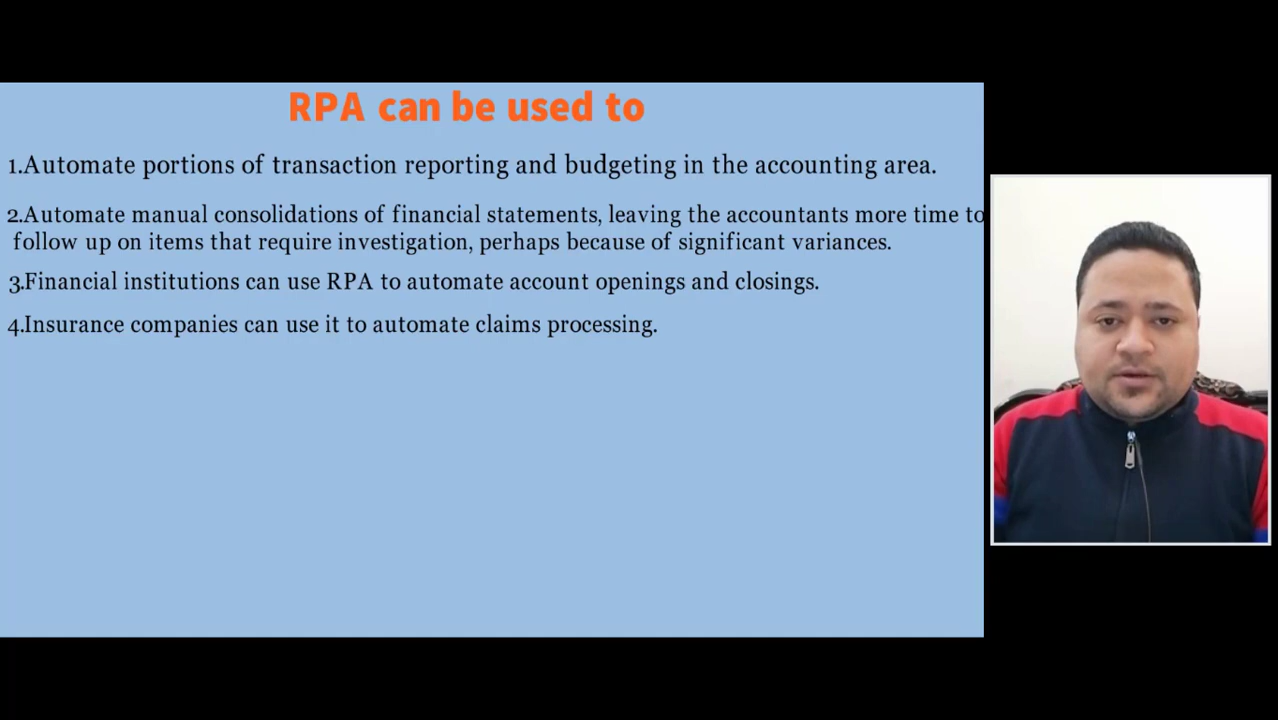 RPA can be used to
1.Automate portions of transaction reporting and budgeting in the accounting area.
2.Automate manual consolidations of financial statements, leaving the accountants more time to
follow up on items that require investigation, perhaps because of significant variances.
3.Financial institutions can use RPA to automate account openings and closings.
4.Insurance companies can use it to automate claims processing.